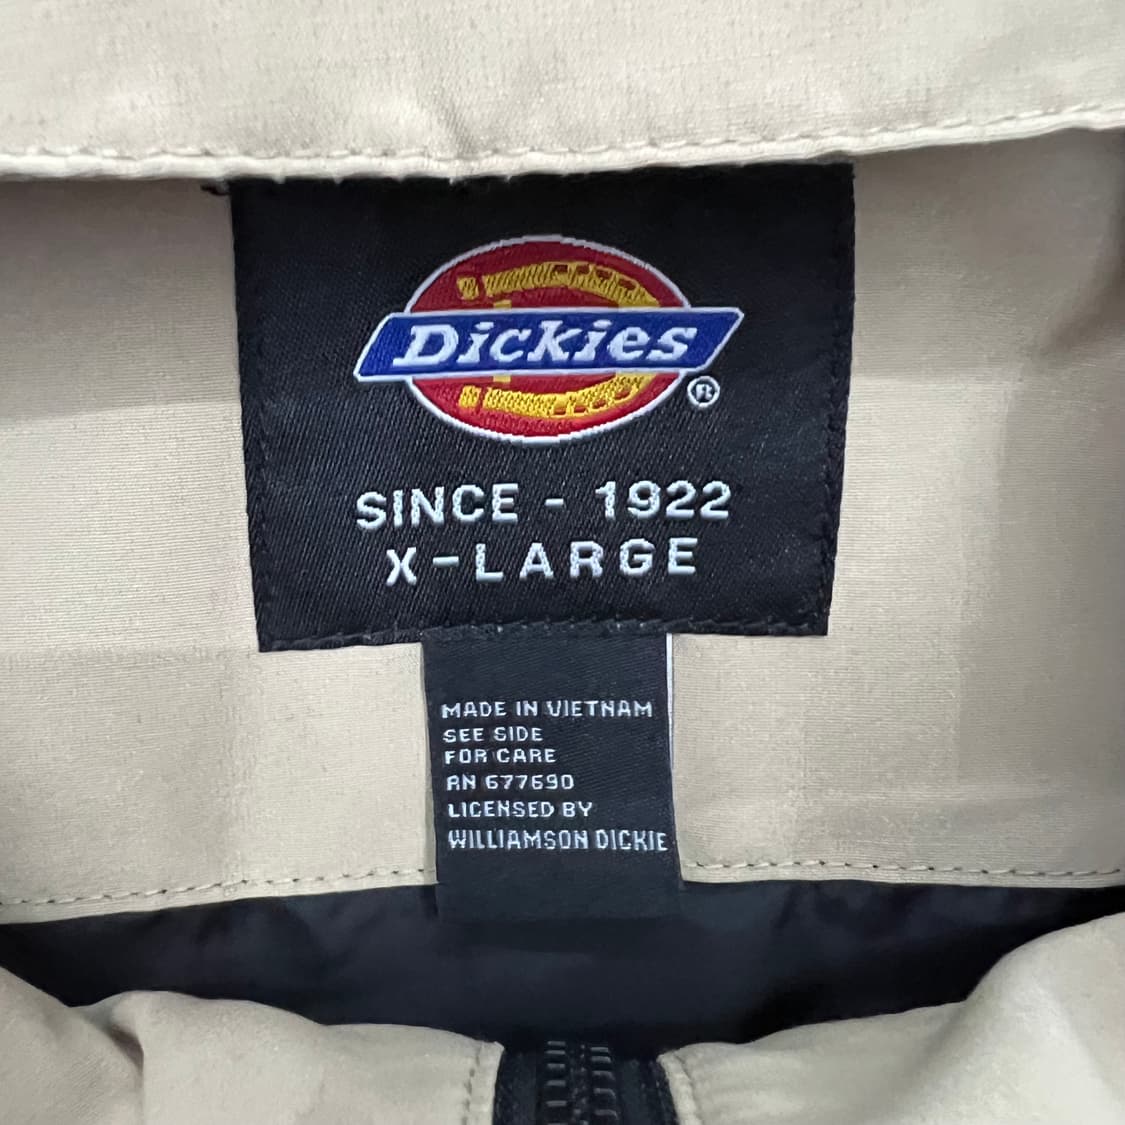 Dickies
®
SINCE - 1922
X-LARGE
MADE IN VIETNAM
SEE SIDE
FOR CARE
RN 677690
LICENSED BY
WILLIAMSON DICKIE